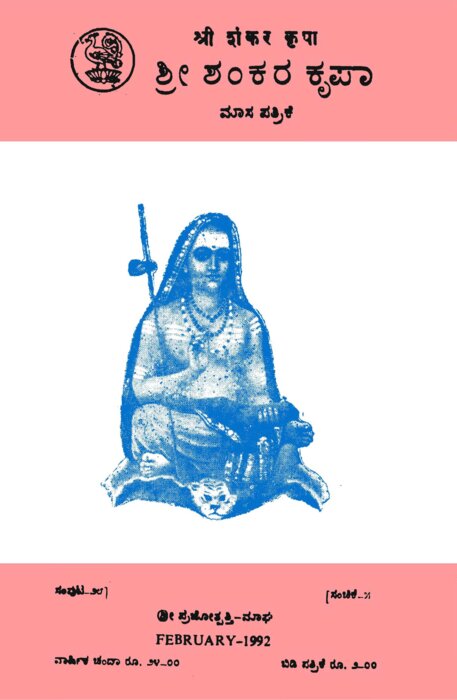 श्री शंकर कृपा
ಶ್ರೀ ಶಂಕರ ಕೃಪಾ
ಮಾಸ ಪತ್ರಿಕೆ
ಸಂಪುಟ–೨೮] [ಸಂಚಿಕೆ–೫
ಶ್ರೀ ಪ್ರಜೋತ್ಪತ್ತಿ–ಮಾಘ
FEBRUARY–1992
ವಾರ್ಷಿಕ ಚಂದಾ ರೂ. ೨೪–೦೦ ಬಿಡಿ ಪತ್ರಿಕೆ ರೂ. ೨–೦೦